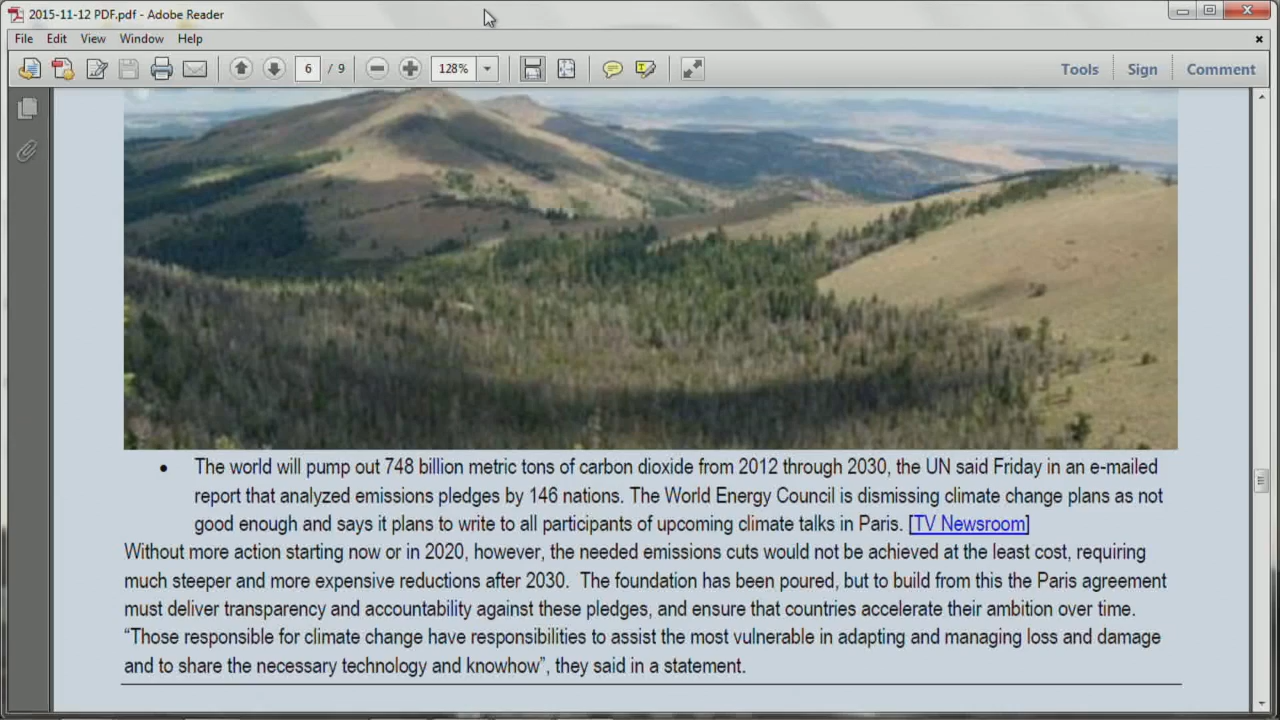 2015-11-12 PDF.pdf - Adobe Reader
File Edit View Window Help
6 / 9 128% Tools Sign Comment
• The world will pump out 748 billion metric tons of carbon dioxide from 2012 through 2030, the UN said Friday in an e-mailed
report that analyzed emissions pledges by 146 nations. The World Energy Council is dismissing climate change plans as not
good enough and says it plans to write to all participants of upcoming climate talks in Paris. [TV Newsroom]
Without more action starting now or in 2020, however, the needed emissions cuts would not be achieved at the least cost, requiring
much steeper and more expensive reductions after 2030.  The foundation has been poured, but to build from this the Paris agreement
must deliver transparency and accountability against these pledges, and ensure that countries accelerate their ambition over time.
“Those responsible for climate change have responsibilities to assist the most vulnerable in adapting and managing loss and damage
and to share the necessary technology and knowhow”, they said in a statement.